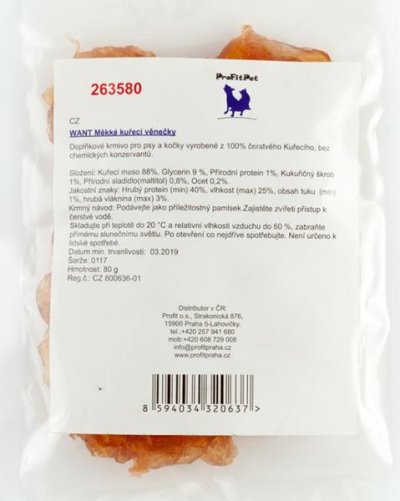 ProFitPet
263580
CZ
WANT Měkké kuřecí věnečky
Doplňkové krmivo pro psy a kočky vyrobené z 100% čerstvého Kuřecího, bez
chemických konzervantů.
Složení: Kuřecí maso 88%, Glycerin 9 %, Přírodní protein 1%, Kukuřičný škrob
1%, Přírodní sladidlo(maltitol) 0,8%, Ocet 0,2%.
Jakostní znaky: Hrubý protein (min) 40%, vlhkost (max) 25%, obsah tuku (min)
1%, hrubá vláknina (max) 3%.
Krmný návod: Podávejte jako příležitostný pamlsek.Zajistěte zvířeti přístup k
čerstvé vodě.
Skladujte při teplotě do 20 °C a relativní vlhkosti vzduchu do 60 %, zabraňte
přímému slunečnímu světlu. Po otevření co nejdříve spotřebujte. Není určeno k
lidské spotřebě.
Datum min. trvanlivosti: 03.2019
Šarže: 0117
Hmotnost: 80 g
Reg.č.: CZ 800636-01
Distributor v ČR:
Profit o.s., Strakonická 876,
15900 Praha 5-Lahovičky,
tel.:+420 257 941 680
mob:+420 608 729 008
info@profitpraha.cz
www.profitpraha.cz
8 594034 320637 >